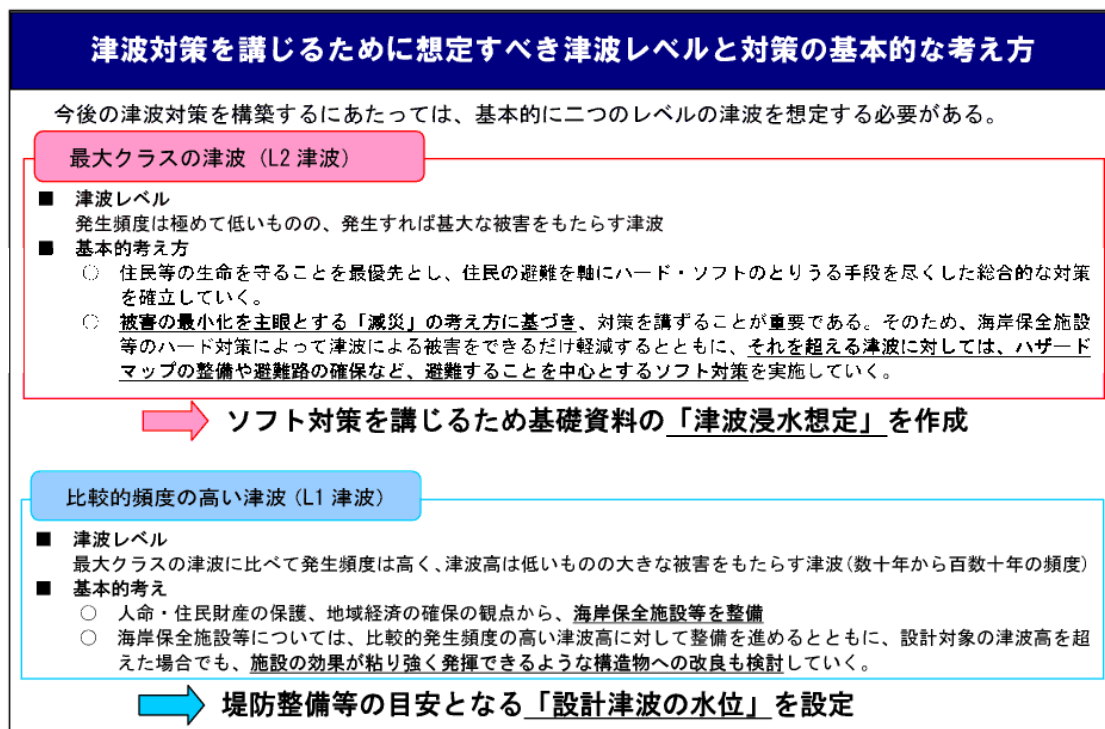 津波対策を講じるために想定すべき津波レベルと対策の基本的な考え方
今後の津波対策を構築するにあたっては、基本的に二つのレベルの津波を想定する必要がある。
最大クラスの津波（L2 津波）
■ 津波レベル
発生頻度は極めて低いものの、発生すれば甚大な被害をもたらす津波
■ 基本的考え方
○ 住民等の生命を守ることを最優先とし、住民の避難を軸にハード・ソフトのとりうる手段を尽くした総合的な対策
を確立していく。
○ 被害の最小化を主眼とする「減災」の考え方に基づき、対策を講ずることが重要である。そのため、海岸保全施設
等のハード対策によって津波による被害をできるだけ軽減するとともに、それを超える津波に対しては、ハザード
マップの整備や避難路の確保など、避難することを中心とするソフト対策を実施していく。
ソフト対策を講じるため基礎資料の「津波浸水想定」を作成
比較的頻度の高い津波（L1 津波）
■ 津波レベル
最大クラスの津波に比べて発生頻度は高く、津波高は低いものの大きな被害をもたらす津波（数十年から百数十年の頻度）
■ 基本的考え
○ 人命・住民財産の保護、地域経済の確保の観点から、海岸保全施設等を整備
○ 海岸保全施設等については、比較的発生頻度の高い津波高に対して整備を進めるとともに、設計対象の津波高を超
えた場合でも、施設の効果が粘り強く発揮できるような構造物への改良も検討していく。
堤防整備等の目安となる「設計津波の水位」を設定